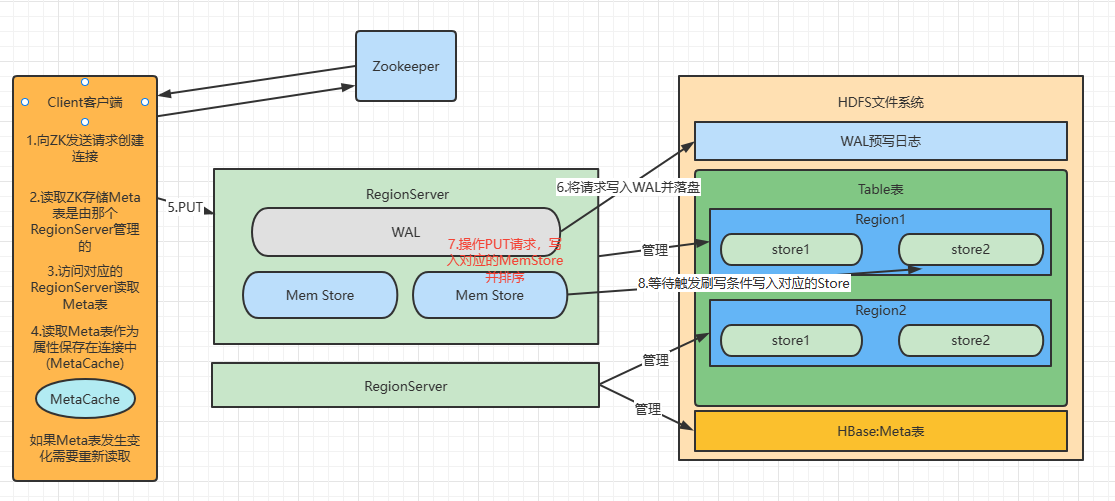 Zookeeper
Client客户端
1.向ZK发送请求创建
连接
2.读取ZK存储Meta
表是由那个
RegionServer管理
的
3.访问对应的
RegionServer读取
Meta表
4.读取Meta表作为
属性保存在连接中
(MetaCache)
MetaCache
如果Meta表发生变
化需要重新读取
5.PUT
RegionServer
WAL
7.操作PUT请求，写
入对应的MemStore
并排序
Mem Store
Mem Store
RegionServer
6.将请求写入WAL并落盘
管理
8.等待触发刷写条件写入对应的Store
管理
管理
HDFS文件系统
WAL预写日志
Table表
Region1
store1
store2
Region2
store1
store2
HBase:Meta表